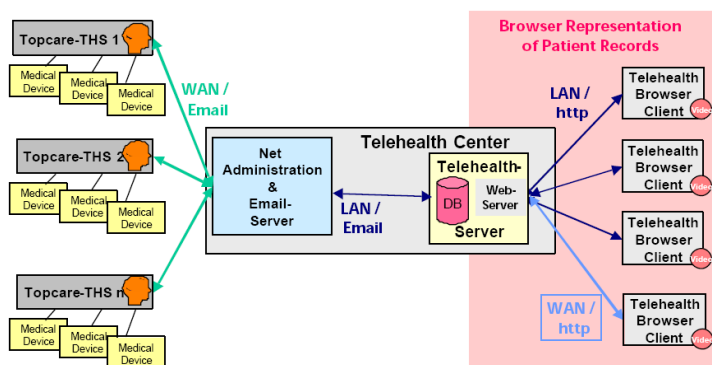 Topcare-THS 1
Medical
Device
Medical
Device
Medical
Device
Topcare-THS 2
Medical
Device
Medical
Device
Medical
Device
Topcare-THS n
Medical
Device
Medical
Device
Medical
Device
WAN /
Email
Telehealth Center
Net
Administration
&
Email-
Server
LAN /
Email
Telehealth-
DB
Web-
Server
Server
Browser Representation
of Patient Records
LAN /
http
WAN /
http
Telehealth
Browser
Client
Video
Telehealth
Browser
Client
Video
Telehealth
Browser
Client
Video
Telehealth
Browser
Client
Video